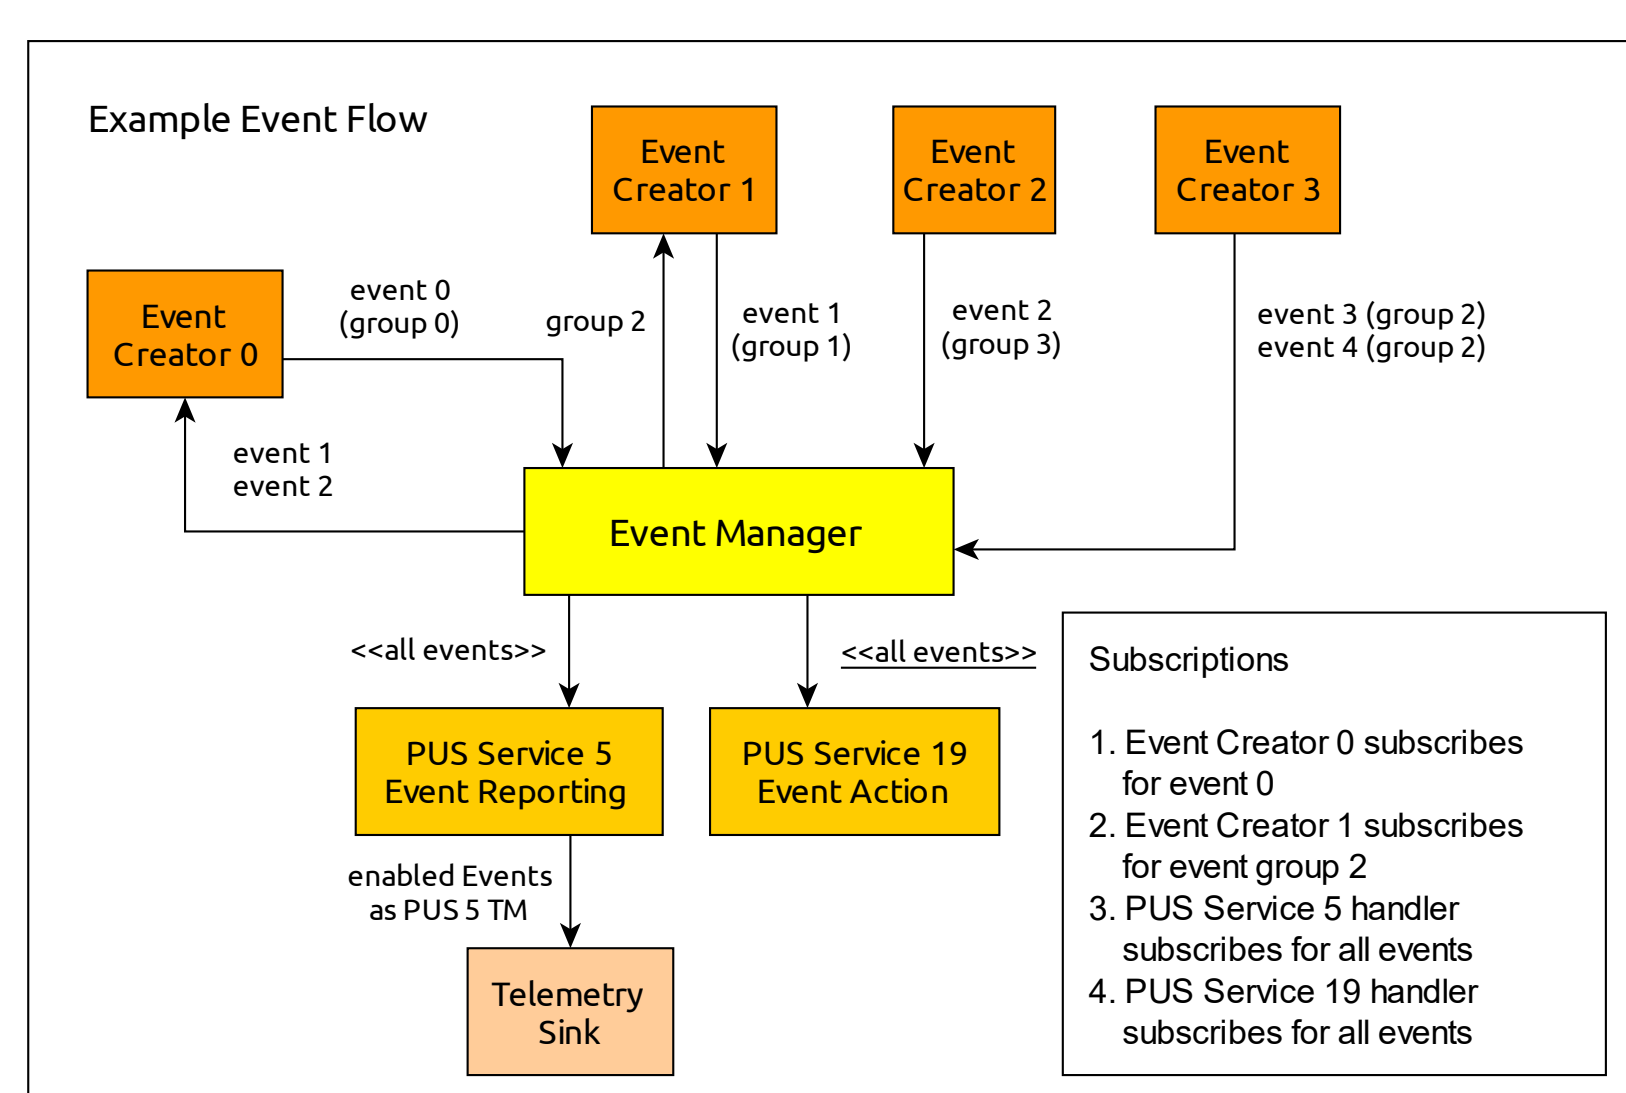 Example Event Flow
Event
Creator 1
Event
Creator 2
Event
Creator 3
Event
Creator 0
event 0
(group 0)
group 2
event 1
(group 1)
event 2
(group 3)
event 3 (group 2)
event 4 (group 2)
event 1
event 2
Event Manager
<<all events>>
<<all events>>
PUS Service 5
Event Reporting
PUS Service 19
Event Action
enabled Events
as PUS 5 TM
Telemetry
Sink
Subscriptions
1. Event Creator 0 subscribes
for event 0
2. Event Creator 1 subscribes
for event group 2
3. PUS Service 5 handler
subscribes for all events
4. PUS Service 19 handler
subscribes for all events